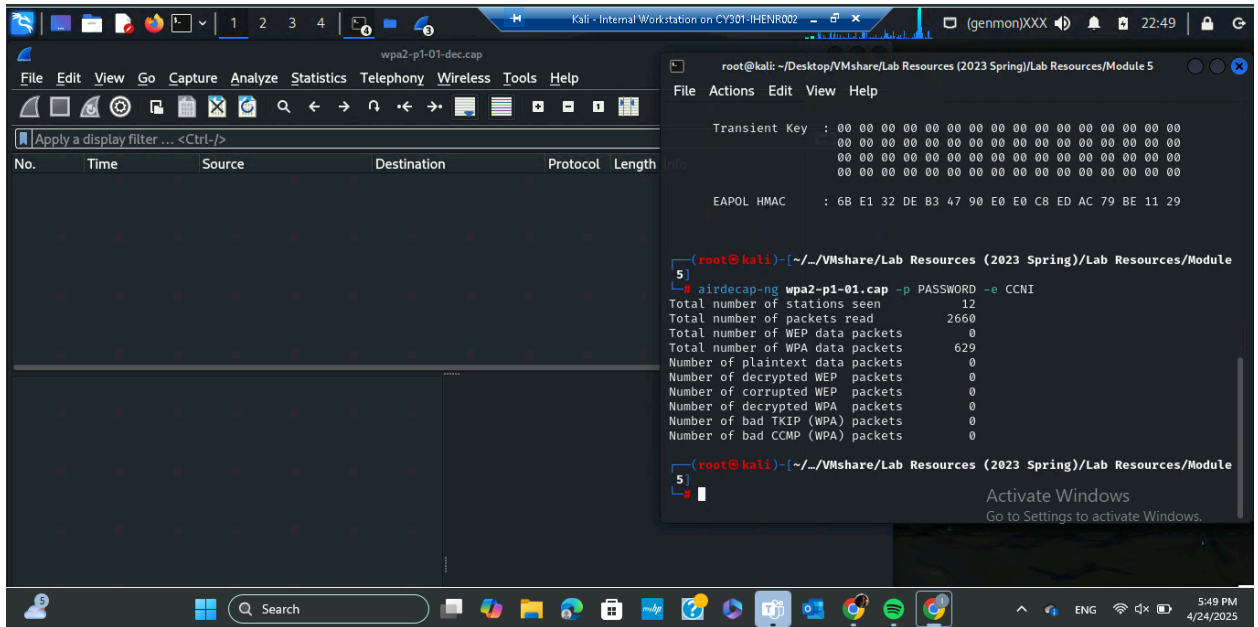 1 2 3 4
Kali - Internal Workstation on CY301-IHENR002
(genmon)XXX 22:49
wpa2-p1-01-dec.cap
File Edit View Go Capture Analyze Statistics Telephony Wireless Tools Help
Apply a display filter ... <Ctrl-/>
No. Time Source Destination Protocol Length Info
root@kali: ~/Desktop/VMshare/Lab Resources (2023 Spring)/Lab Resources/Module 5
File Actions Edit View Help
Transient Key : 00 00 00 00 00 00 00 00 00 00 00 00 00 00 00 00
00 00 00 00 00 00 00 00 00 00 00 00 00 00 00 00
00 00 00 00 00 00 00 00 00 00 00 00 00 00 00 00
00 00 00 00 00 00 00 00 00 00 00 00 00 00 00 00
EAPOL HMAC : 6B E1 32 DE B3 47 90 E0 E0 C8 ED AC 79 BE 11 29
(root㉿kali)-[~/…/VMshare/Lab Resources (2023 Spring)/Lab Resources/Module
5]
# airdecap-ng wpa2-p1-01.cap -p PASSWORD -e CCNI
Total number of stations seen 12
Total number of packets read 2660
Total number of WEP data packets 0
Total number of WPA data packets 629
Number of plaintext data packets 0
Number of decrypted WEP packets 0
Number of corrupted WEP packets 0
Number of decrypted WPA packets 0
Number of bad TKIP (WPA) packets 0
Number of bad CCMP (WPA) packets 0
(root㉿kali)-[~/…/VMshare/Lab Resources (2023 Spring)/Lab Resources/Module
5]
#
Activate Windows
Go to Settings to activate Windows.
5
Search
mvhp
ENG
5:49 PM
4/24/2025